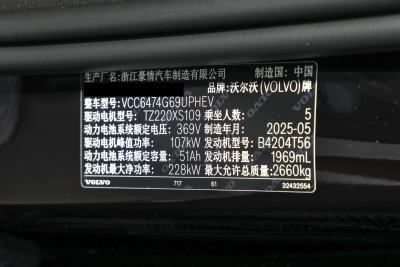 生产厂名:浙江豪情汽车制造有限公司 制造国:中国
品牌:沃尔沃(VOLVO)牌
整车型号:VCC6474G69UPHEV
驱动电机型号:TZ220XS109 乘坐人数:5
动力电池系统额定电压:369V 制造年月:2025-05
驱动电机峰值功率:107kW 发动机型号:B4204T56
动力电池系统额定容量:51Ah 发动机排量:1969mL
发动机最大净功率:228kW 最大允许总质量:2660kg
VOLVO 717 61 32432554